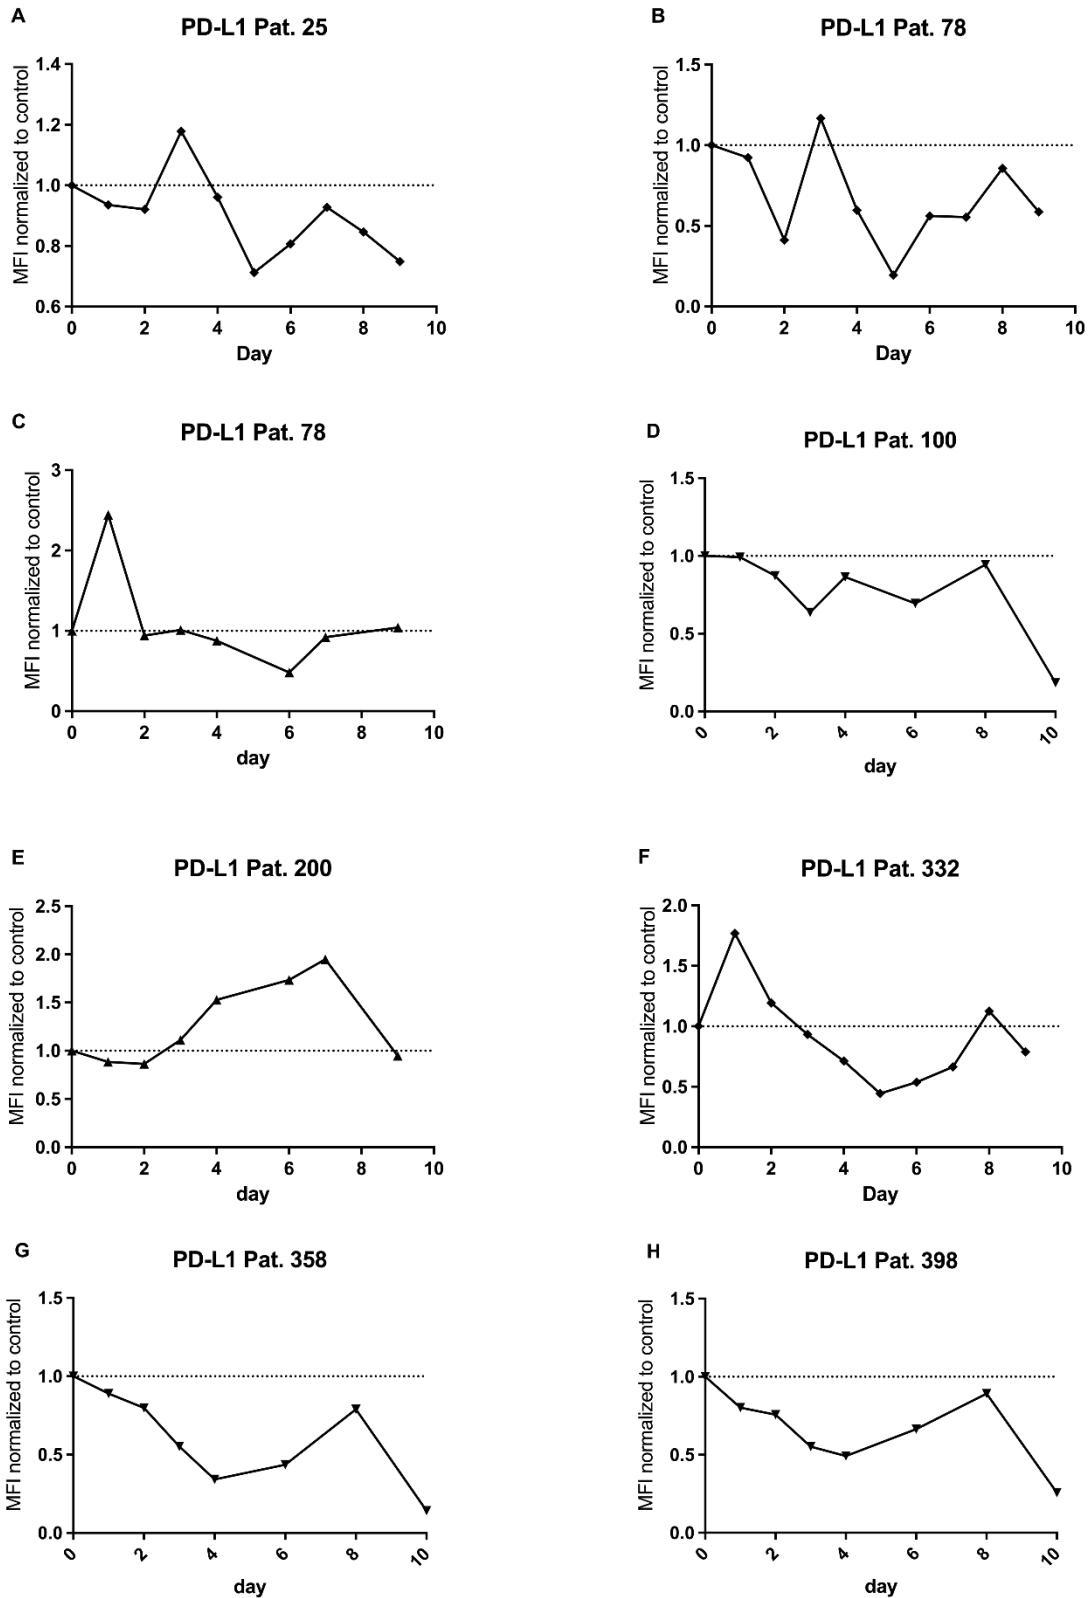 A
PD-L1 Pat. 25
MFI normalized to control
1.4
1.2
1.0
0.8
0.6
0 2 4 6 8 10
Day
B
PD-L1 Pat. 78
MFI normalized to control
1.5
1.0
0.5
0.0
0 2 4 6 8 10
Day
C
PD-L1 Pat. 78
MFI normalized to control
3
2
1
0
0 2 4 6 8 10
day
D
PD-L1 Pat. 100
MFI normalized to control
1.5
1.0
0.5
0.0
0 2 4 6 8 10
day
E
PD-L1 Pat. 200
MFI normalized to control
2.5
2.0
1.5
1.0
0.5
0.0
0 2 4 6 8 10
day
F
PD-L1 Pat. 332
MFI normalized to control
2.0
1.5
1.0
0.5
0.0
0 2 4 6 8 10
Day
G
PD-L1 Pat. 358
MFI normalized to control
1.5
1.0
0.5
0.0
0 2 4 6 8 10
day
H
PD-L1 Pat. 398
MFI normalized to control
1.5
1.0
0.5
0.0
0 2 4 6 8 10
day